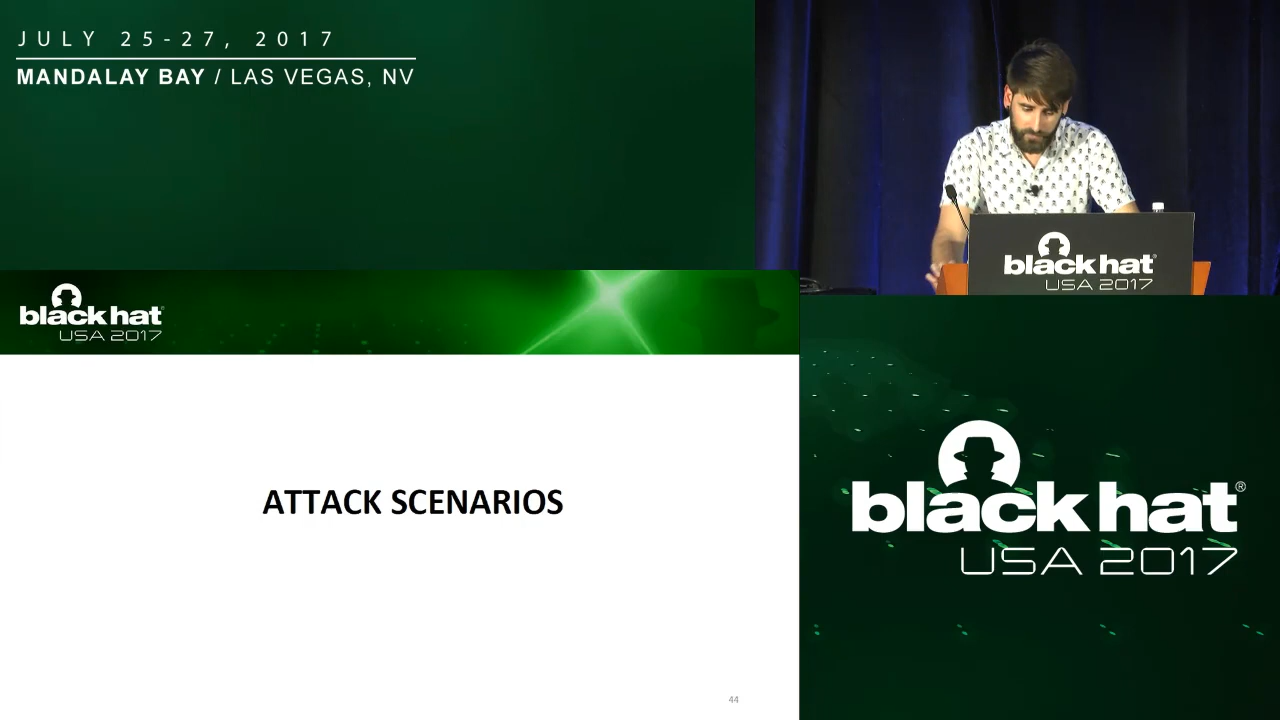 JULY 25-27, 2017
MANDALAY BAY / LAS VEGAS, NV
black hat
USA 2017
black hat®
USA 2017
ATTACK SCENARIOS
black hat®
USA 2017
44